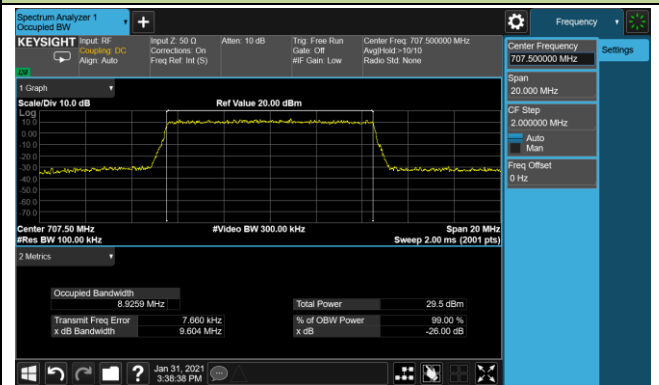 Spectrum Analyzer 1
Occupied BW
Frequency
KEYSIGHT
Input: RF
Coupling: DC
Align: Auto
Input Z: 50 Ω
Corrections: On
Freq Ref: Int (S)
Atten: 10 dB
Trig: Free Run
Gate: Off
#IF Gain: Low
Center Freq: 707.500000 MHz
Avg|Hold:>10/10
Radio Std: None
Center Frequency
707.500000 MHz
Settings
Span
20.000 MHz
CF Step
2.000000 MHz
Auto
Man
Freq Offset
0 Hz
1 Graph
Scale/Div 10.0 dB
Ref Value 20.00 dBm
Log
10.0
0.00
-10.0
-20.0
-30.0
-40.0
-50.0
-60.0
-70.0
Center 707.50 MHz
#Video BW 300.00 kHz
Span 20 MHz
#Res BW 100.00 kHz
Sweep 2.00 ms (2001 pts)
2 Metrics
Occupied Bandwidth
8.9259 MHz
Total Power
29.5 dBm
Transmit Freq Error
7.660 kHz
% of OBW Power
99.00 %
x dB Bandwidth
9.604 MHz
x dB
-26.00 dB
Jan 31, 2021
3:38:38 PM